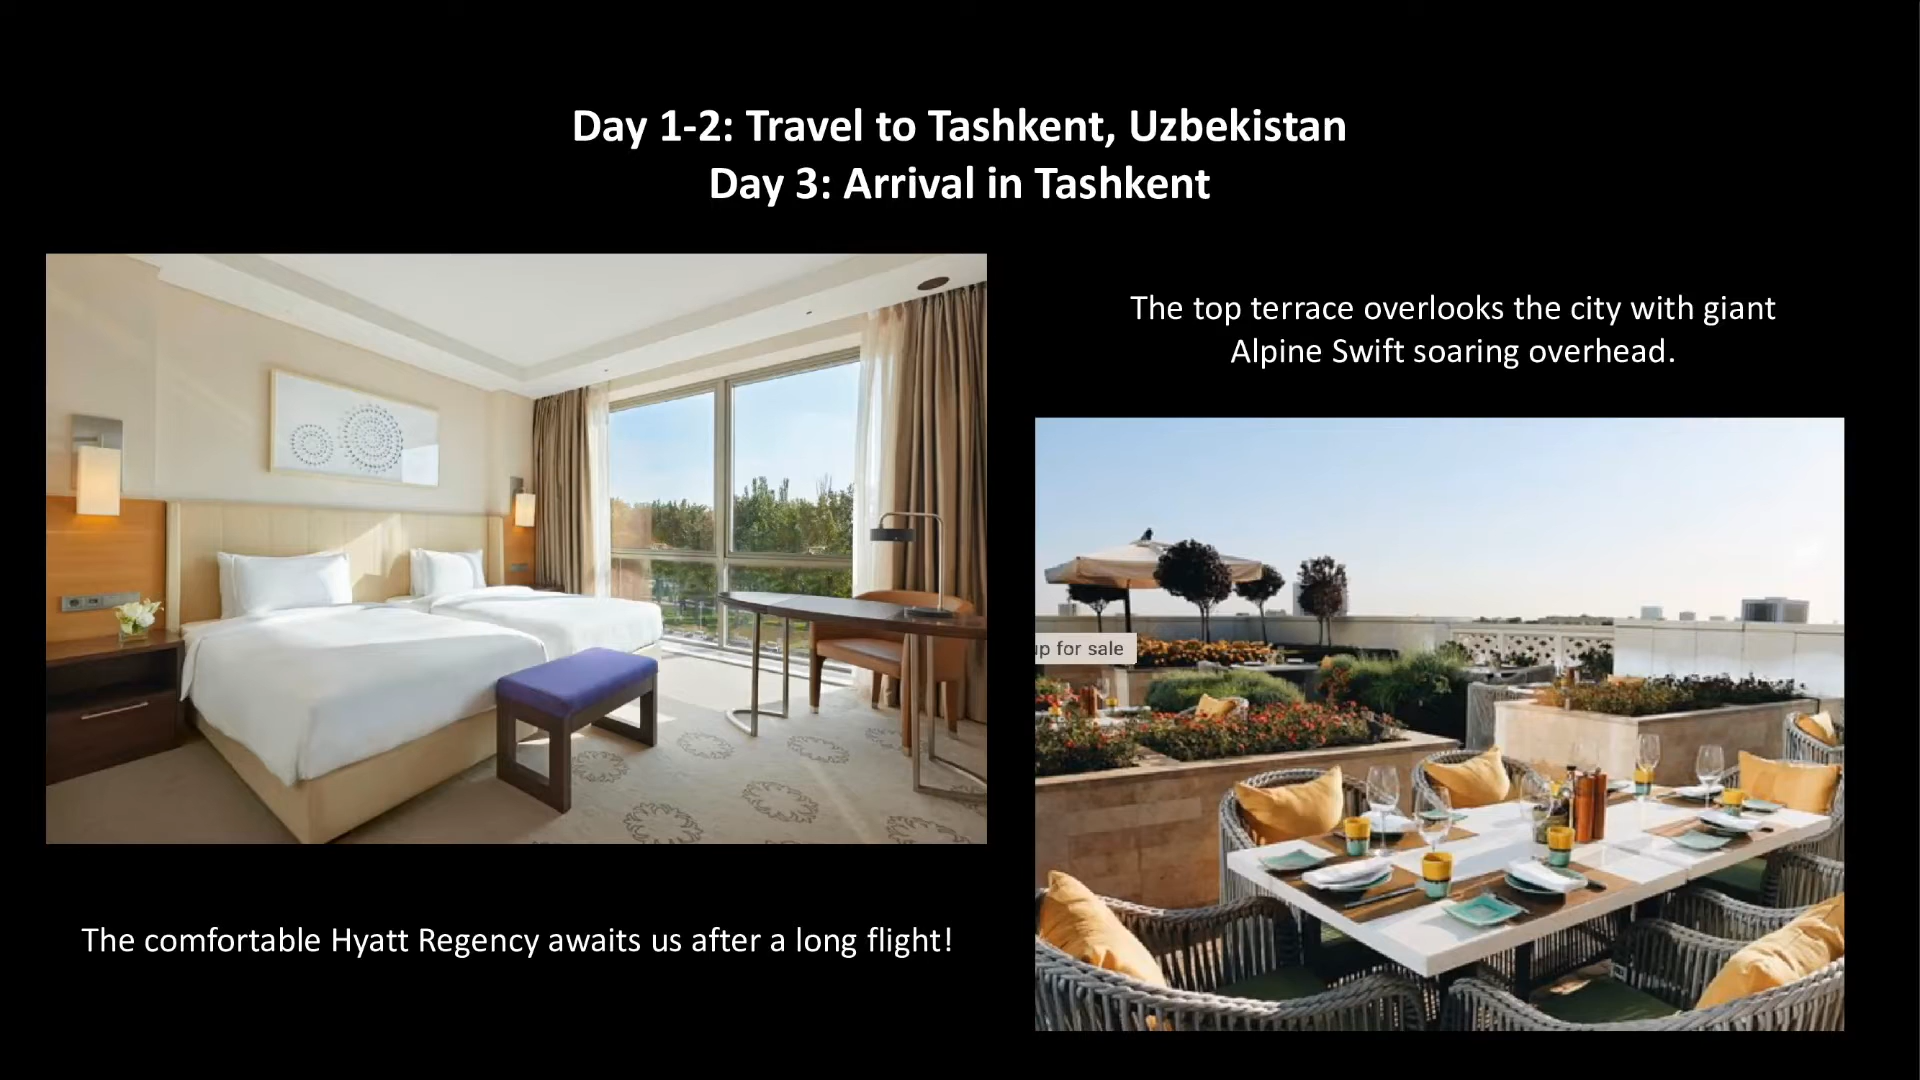 Day 1-2: Travel to Tashkent, Uzbekistan
Day 3: Arrival in Tashkent
The top terrace overlooks the city with giant
Alpine Swift soaring overhead.
up for sale
The comfortable Hyatt Regency awaits us after a long flight!